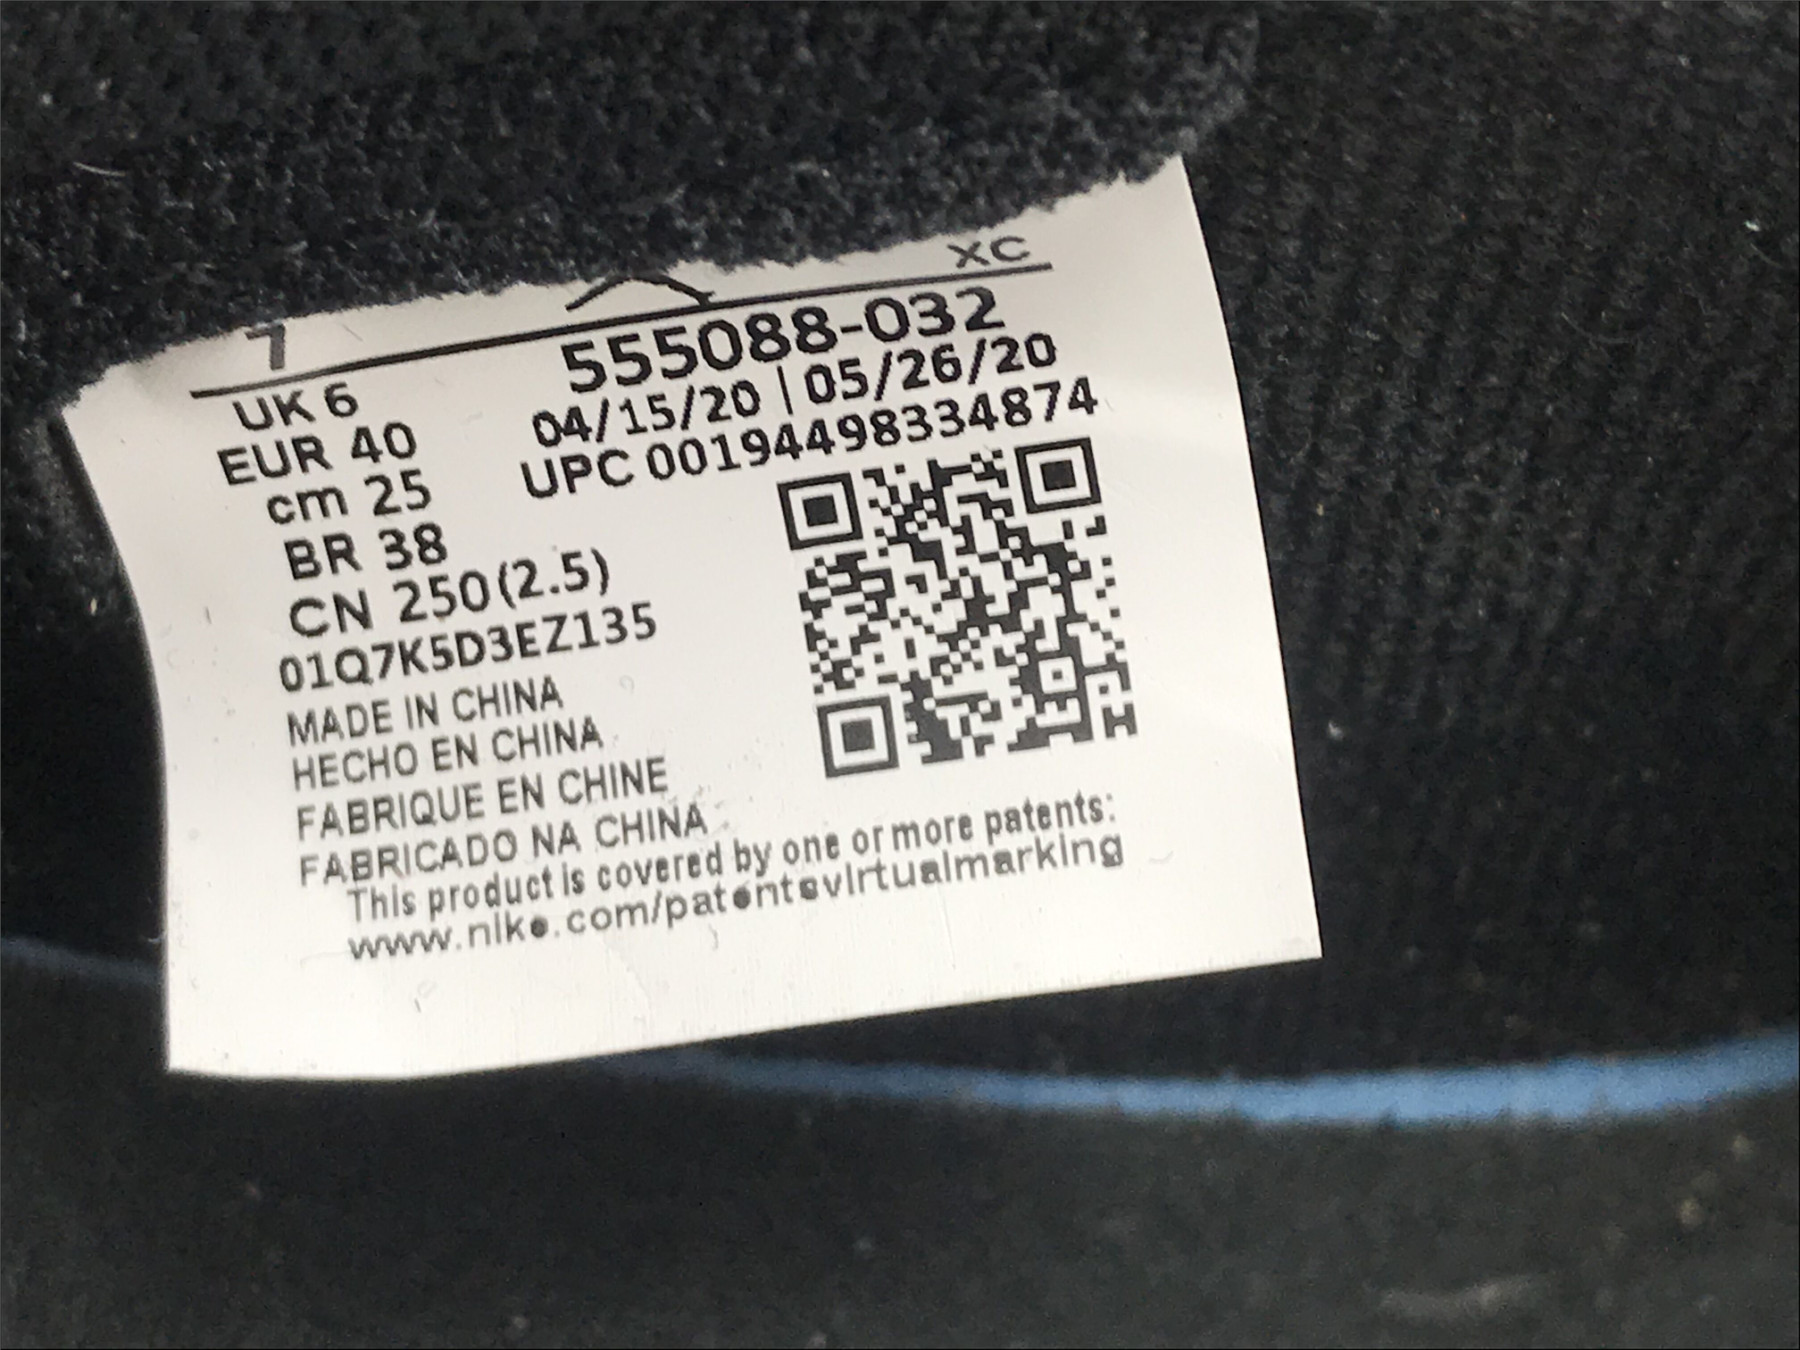 7
XC
UK 6
EUR 40
cm 25
BR 38
CN 250(2.5)
555088-032
04/15/20 | 05/26/20
UPC 00194498334874
01Q7K5D3EZ135
MADE IN CHINA
HECHO EN CHINA
FABRIQUE EN CHINE
FABRICADO NA CHINA
This product is covered by one or more patents:
www.nike.com/patentsvirtualmarking